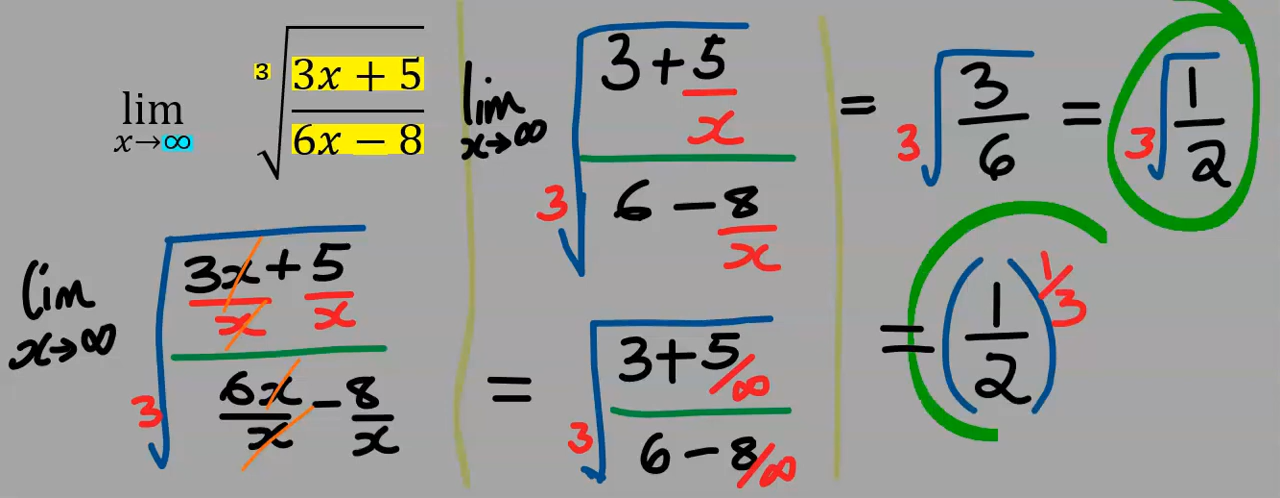 lim x→∞ ∛((3x + 5)/(6x − 8))
lim x→∞ ∛((3x/x + 5/x)/(6x/x − 8/x))
lim x→∞ ∛((3 + 5/x)/(6 − 8/x))
= ∛((3 + 5/∞)/(6 − 8/∞))
= ∛(3/6) = ∛(1/2)
= (1/2)^(1/3)